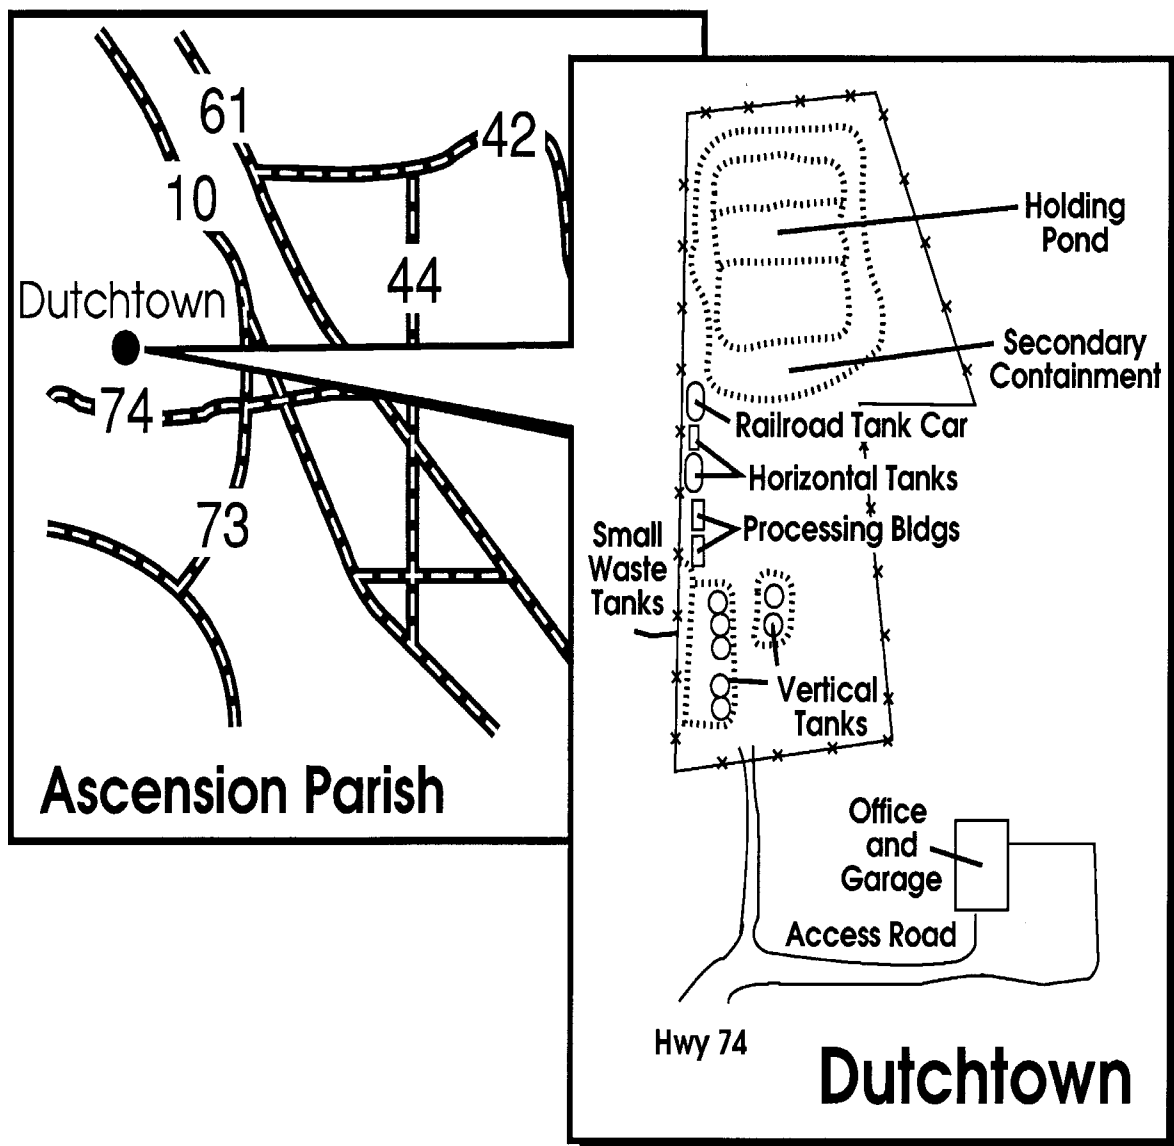 61
42
10
44
Dutchtown
74
73
Ascension Parish
Holding
Pond
Secondary
Containment
Railroad Tank Car
Horizontal Tanks
Processing Bldgs
Small
Waste
Tanks
Vertical
Tanks
Office
and
Garage
Access Road
Hwy 74
Dutchtown